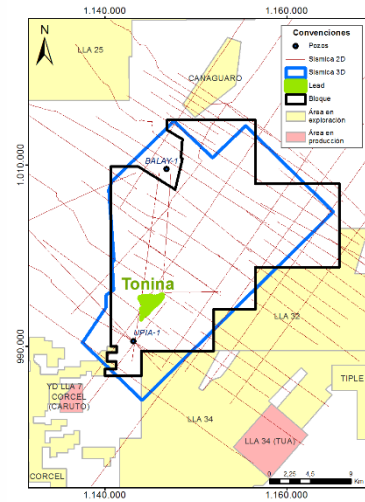 1.140.000
1.160.000
N
LLA 25
CANAGUARO
Convenciones
Pozos
Sísmica 2D
Sísmica 3D
Lead
Bloque
Área en
exploración
Área en
producción
1.010.000
BALAY-1
Tonina
990.000
UPIA-1
LLA 32
YD LLA 7
CORCEL
(CARUTO)
TIPLE
LLA 34
LLA 34 (TUA)
CORCEL
0 2,25 4,5 9
Km
1.140.000
1.160.000